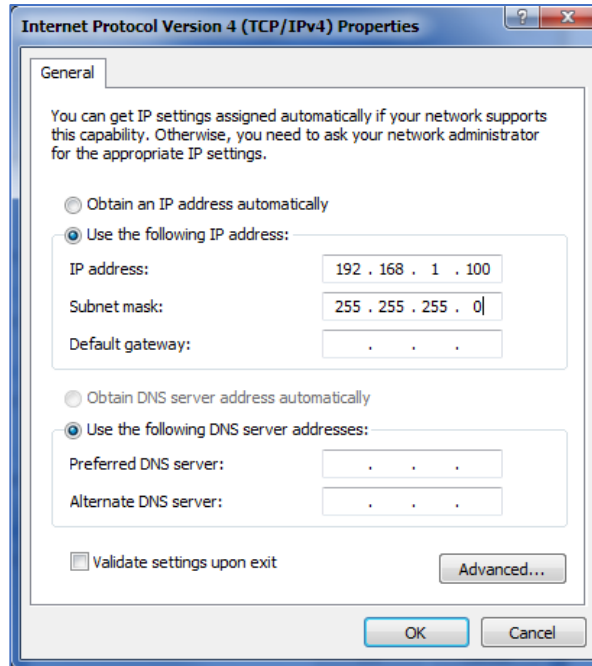 Internet Protocol Version 4 (TCP/IPv4) Properties
General
You can get IP settings assigned automatically if your network supports
this capability. Otherwise, you need to ask your network administrator
for the appropriate IP settings.
Obtain an IP address automatically
Use the following IP address:
IP address: 192 . 168 . 1 . 100
Subnet mask: 255 . 255 . 255 . 0
Default gateway: . . .
Obtain DNS server address automatically
Use the following DNS server addresses:
Preferred DNS server: . . .
Alternate DNS server: . . .
Validate settings upon exit
Advanced...
OK Cancel